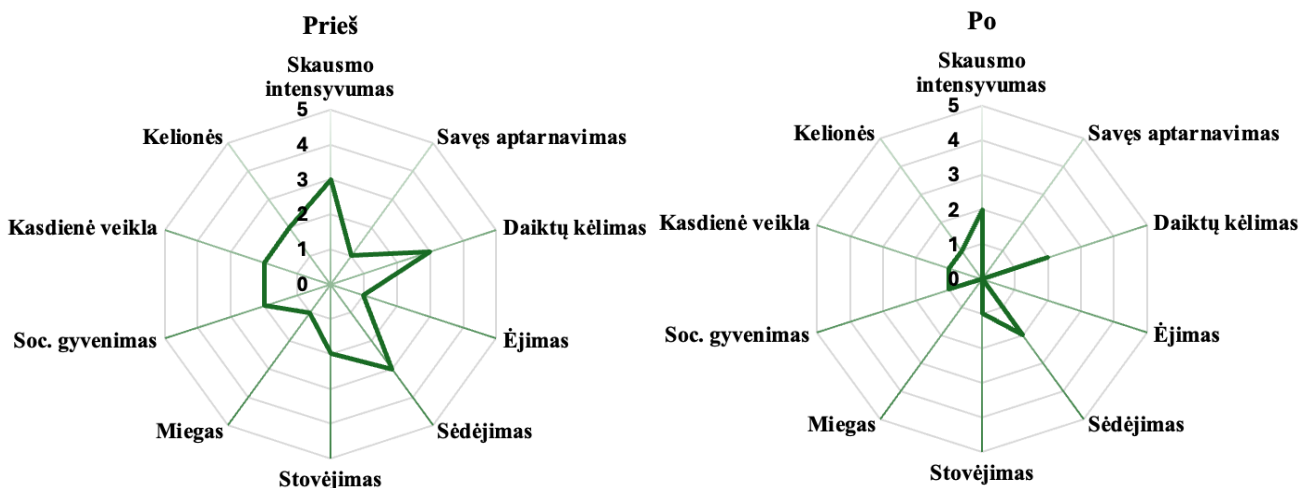 Prieš
Skausmo
intensyvumas
5
4
3
2
1
0
Savęs aptarnavimas
Daiktų kėlimas
Ėjimas
Sėdėjimas
Stovėjimas
Miegas
Soc. gyvenimas
Kasdienė veikla
Kelionės
Po
Skausmo
intensyvumas
5
4
3
2
1
0
Savęs aptarnavimas
Daiktų kėlimas
Ėjimas
Sėdėjimas
Stovėjimas
Miegas
Soc. gyvenimas
Kasdienė veikla
Kelionės